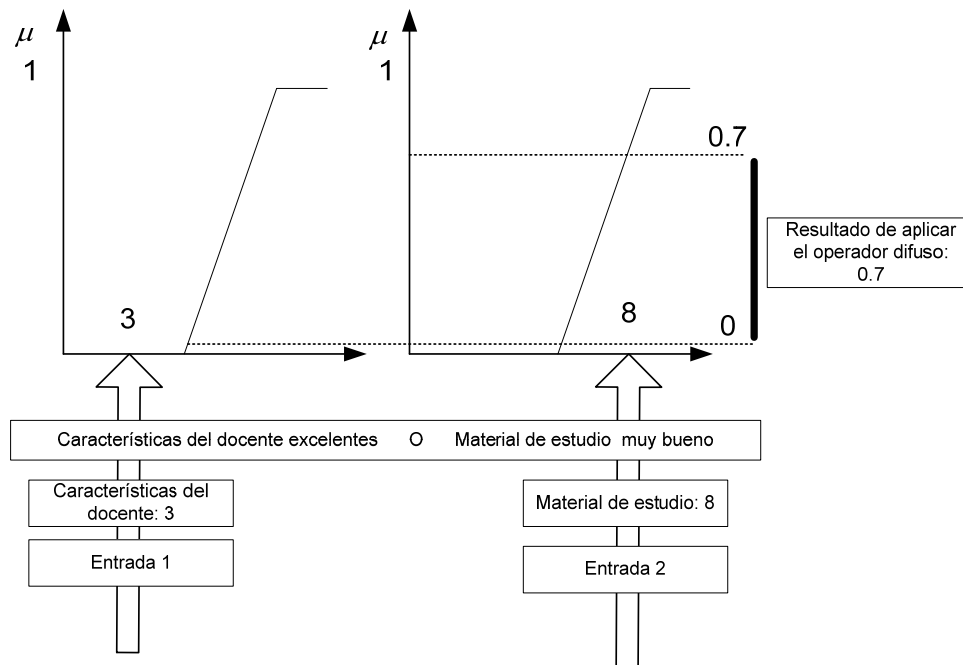 μ
1
3
μ
1
0.7
8
0
Resultado de aplicar
el operador difuso:
0.7
Características del docente excelentes O Material de estudio muy bueno
Características del
docente: 3
Material de estudio: 8
Entrada 1
Entrada 2